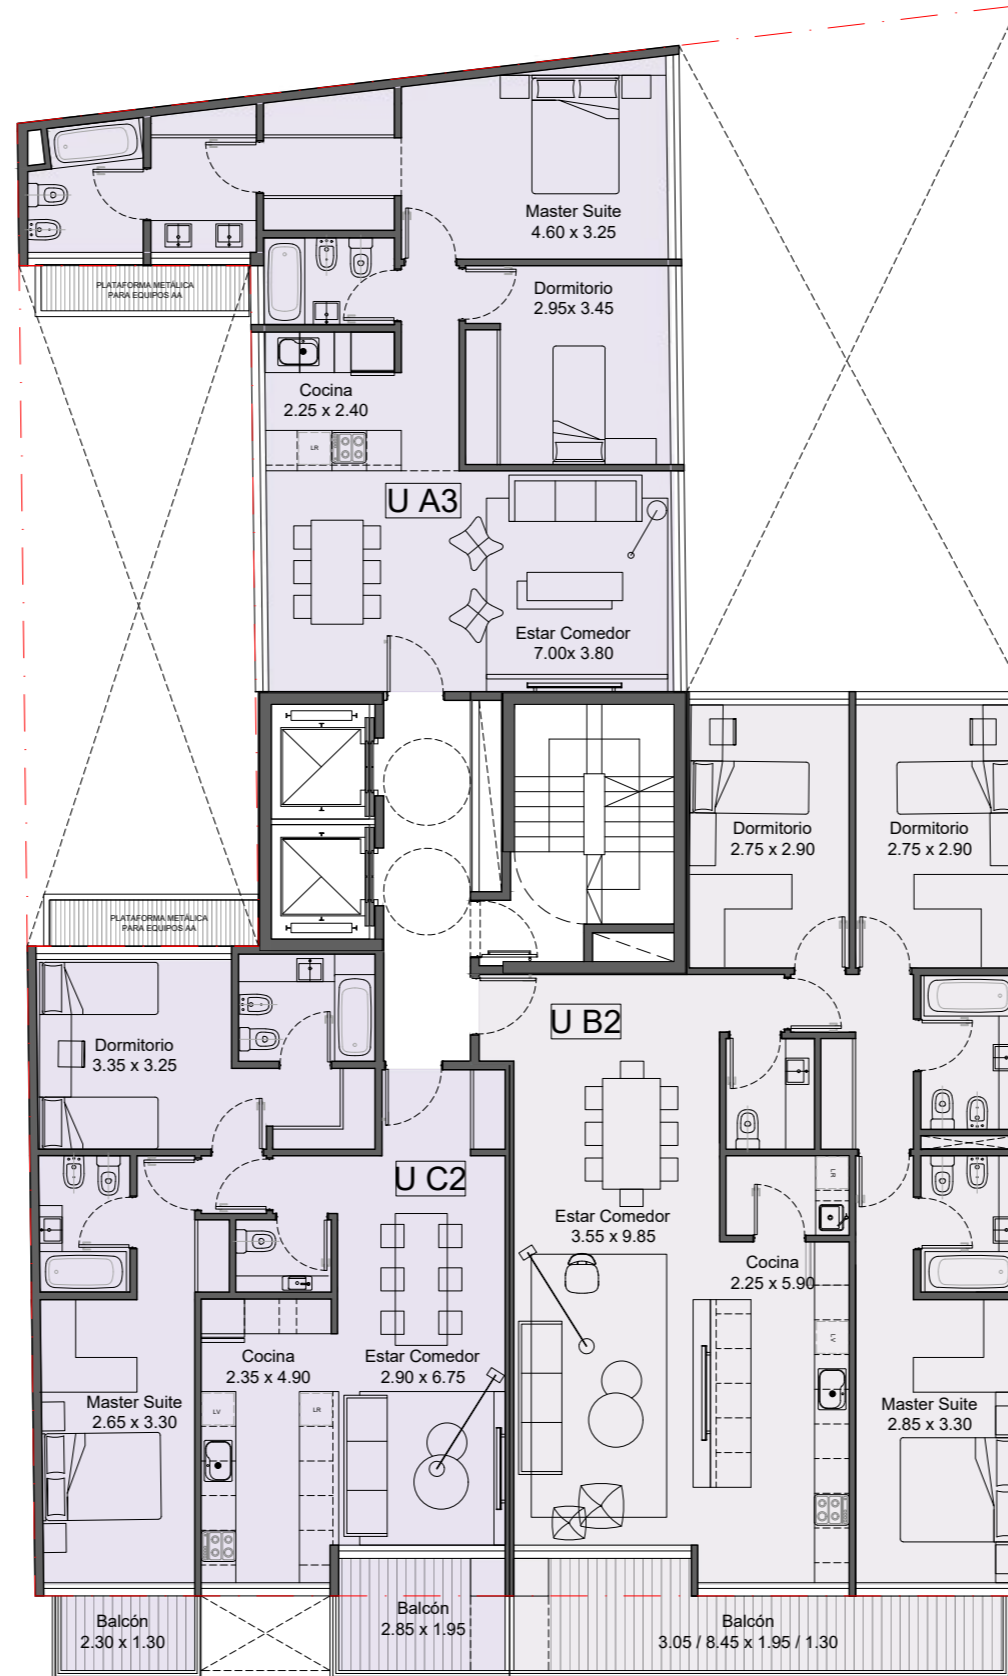 Master Suite
4.60 x 3.25
PLATAFORMA METÁLICA
PARA EQUIPOS AA
Dormitorio
2.95x 3.45
Cocina
2.25 x 2.40
LR
U A3
Estar Comedor
7.00x 3.80
Dormitorio
2.75 x 2.90
Dormitorio
2.75 x 2.90
PLATAFORMA METÁLICA
PARA EQUIPOS AA
U B2
Dormitorio
3.35 x 3.25
U C2
LR
Estar Comedor
3.55 x 9.85
Cocina
2.25 x 5.90
LV
Cocina
2.35 x 4.90
Estar Comedor
2.90 x 6.75
Master Suite
2.65 x 3.30
LV
LR
Master Suite
2.85 x 3.30
Balcón
2.30 x 1.30
Balcón
2.85 x 1.95
Balcón
3.05 / 8.45 x 1.95 / 1.30